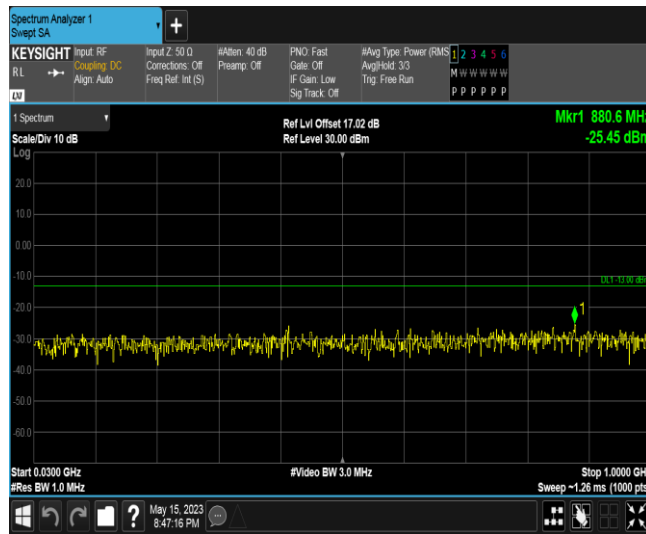 Spectrum Analyzer 1
Swept SA
+
KEYSIGHT Input: RF Input Z: 50 Ω #Atten: 40 dB PNO: Fast #Avg Type: Power (RMS 1 2 3 4 5 6
R L Coupling: DC Corrections: Off Preamp: Off Gate: Off Avg|Hold: 3/3 M W W W W W
Align: Auto Freq Ref: Int (S) IF Gain: Low Trig: Free Run
LXI Sig Track: Off P P P P P P
1 Spectrum Ref Lvl Offset 17.02 dB Mkr1 880.6 MHz
Scale/Div 10 dB Ref Level 30.00 dBm -25.45 dBm
Log
20.0
10.0
0.00
-10.0
DL1 -13.00 dBm
-20.0
1
-30.0
-40.0
-50.0
-60.0
Start 0.0300 GHz #Video BW 3.0 MHz Stop 1.0000 GH
#Res BW 1.0 MHz Sweep ~1.26 ms (1000 pts
? May 15, 2023
8:47:16 PM